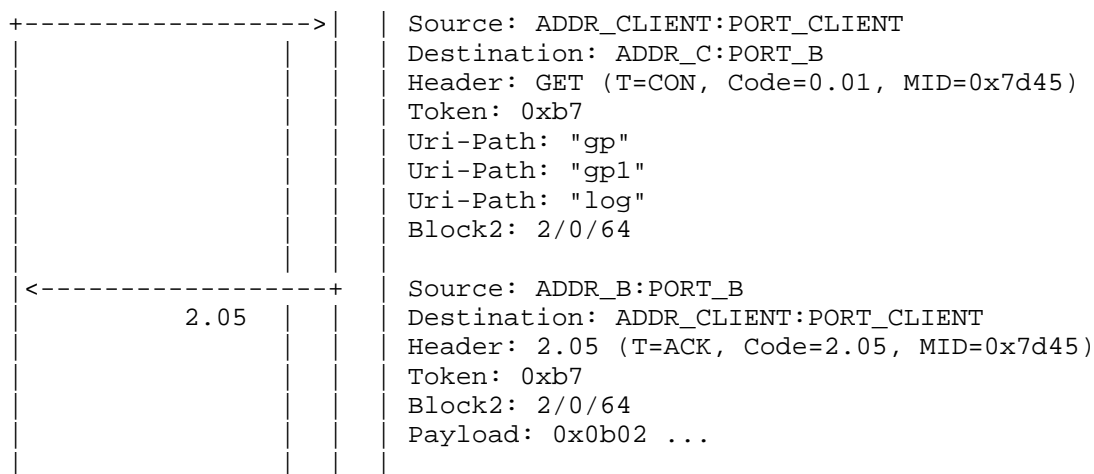 +------------------->| | Source: ADDR_CLIENT:PORT_CLIENT
| | | | Destination: ADDR_C:PORT_B
| | | | Header: GET (T=CON, Code=0.01, MID=0x7d45)
| | | | Token: 0xb7
| | | | Uri-Path: "gp"
| | | | Uri-Path: "gp1"
| | | | Uri-Path: "log"
| | | | Block2: 2/0/64
| | | |
|<-------------------+ | Source: ADDR_B:PORT_B
| 2.05 | | | Destination: ADDR_CLIENT:PORT_CLIENT
| | | | Header: 2.05 (T=ACK, Code=2.05, MID=0x7d45)
| | | | Token: 0xb7
| | | | Block2: 2/0/64
| | | | Payload: 0x0b02 ...
| | | |